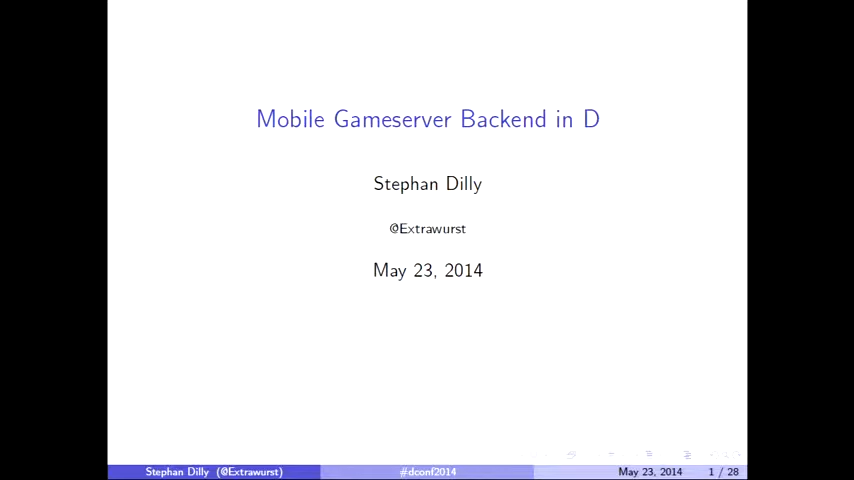 Mobile Gameserver Backend in D
Stephan Dilly
@Extrawurst
May 23, 2014
Stephan Dilly (@Extrawurst) #dconf2014 May 23, 2014 1 / 28